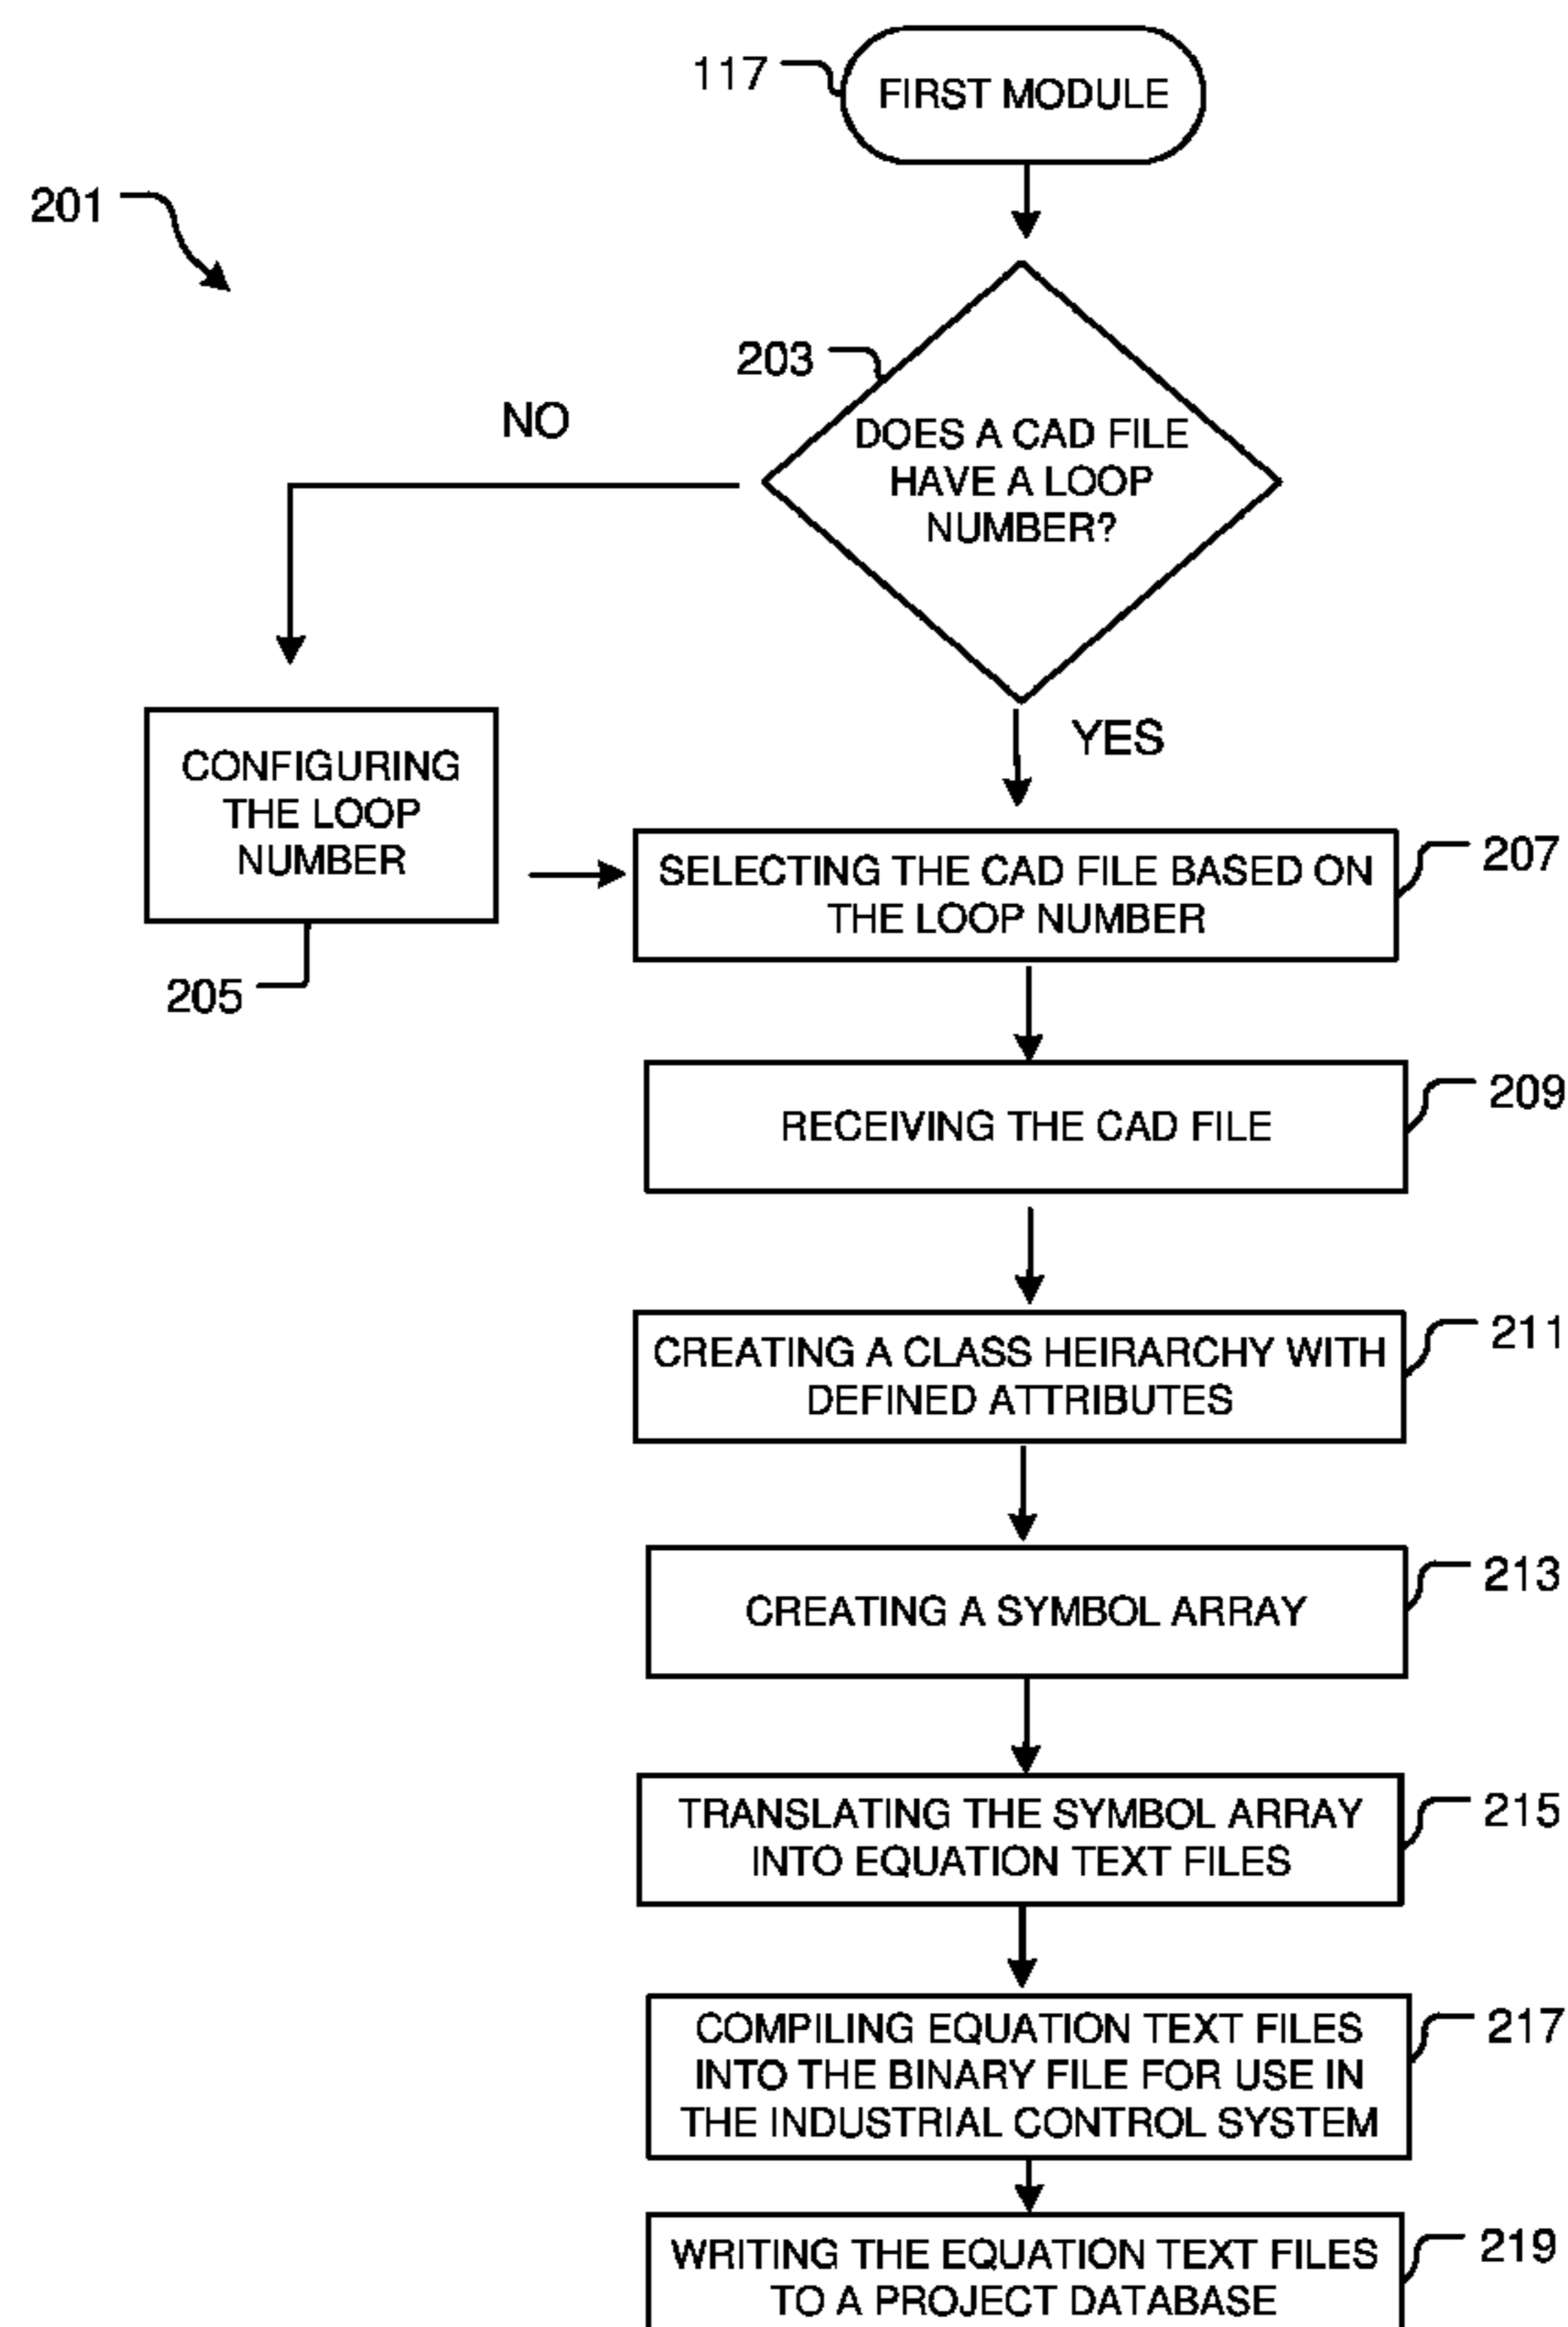 117
FIRST MODULE
201
203
DOES A CAD FILE
HAVE A LOOP
NUMBER?
NO
YES
CONFIGURING
THE LOOP
NUMBER
205
SELECTING THE CAD FILE BASED ON
THE LOOP NUMBER
207
RECEIVING THE CAD FILE
209
CREATING A CLASS HEIRARCHY WITH
DEFINED ATTRIBUTES
211
CREATING A SYMBOL ARRAY
213
TRANSLATING THE SYMBOL ARRAY
INTO EQUATION TEXT FILES
215
COMPILING EQUATION TEXT FILES
INTO THE BINARY FILE FOR USE IN
THE INDUSTRIAL CONTROL SYSTEM
217
WRITING THE EQUATION TEXT FILES
TO A PROJECT DATABASE
219